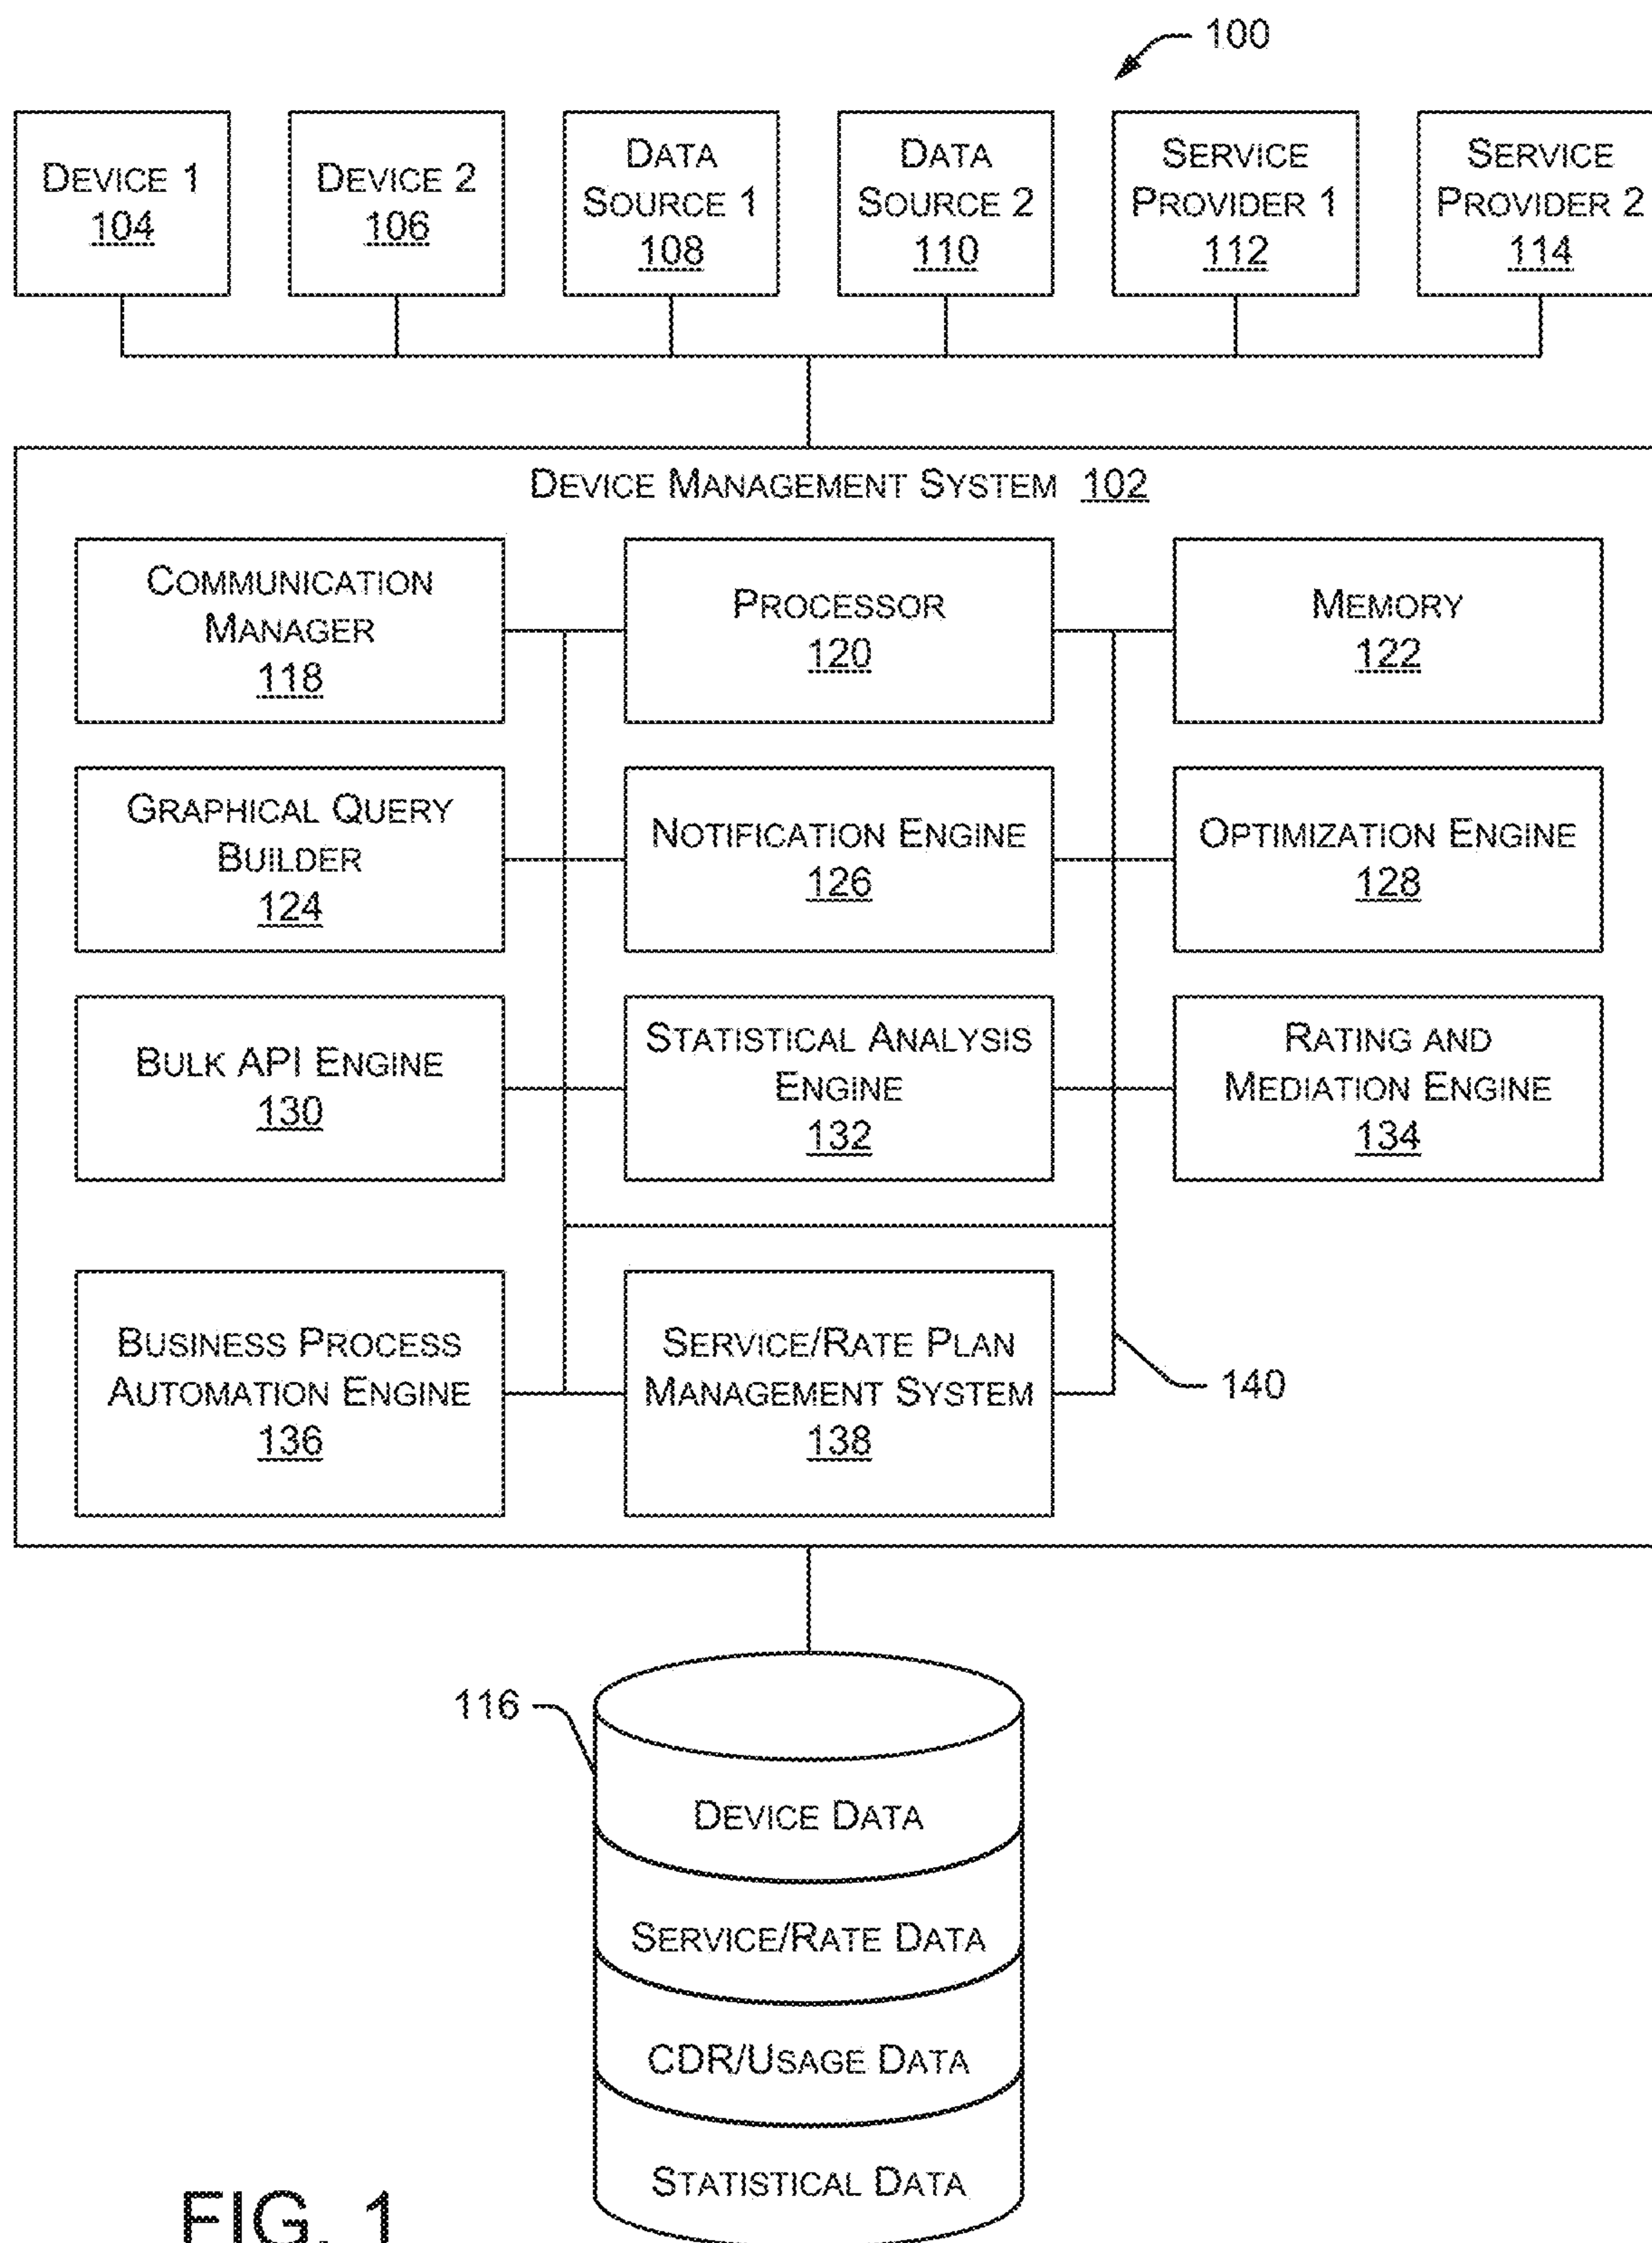 100
DEVICE 1
104
DEVICE 2
106
DATA
SOURCE 1
108
DATA
SOURCE 2
110
SERVICE
PROVIDER 1
112
SERVICE
PROVIDER 2
114
DEVICE MANAGEMENT SYSTEM 102
COMMUNICATION
MANAGER
118
PROCESSOR
120
MEMORY
122
GRAPHICAL QUERY
BUILDER
124
NOTIFICATION ENGINE
126
OPTIMIZATION ENGINE
128
BULK API ENGINE
130
STATISTICAL ANALYSIS
ENGINE
132
RATING AND
MEDIATION ENGINE
134
BUSINESS PROCESS
AUTOMATION ENGINE
136
SERVICE/RATE PLAN
MANAGEMENT SYSTEM
138
140
116
DEVICE DATA
SERVICE/RATE DATA
CDR/USAGE DATA
STATISTICAL DATA
FIG. 1